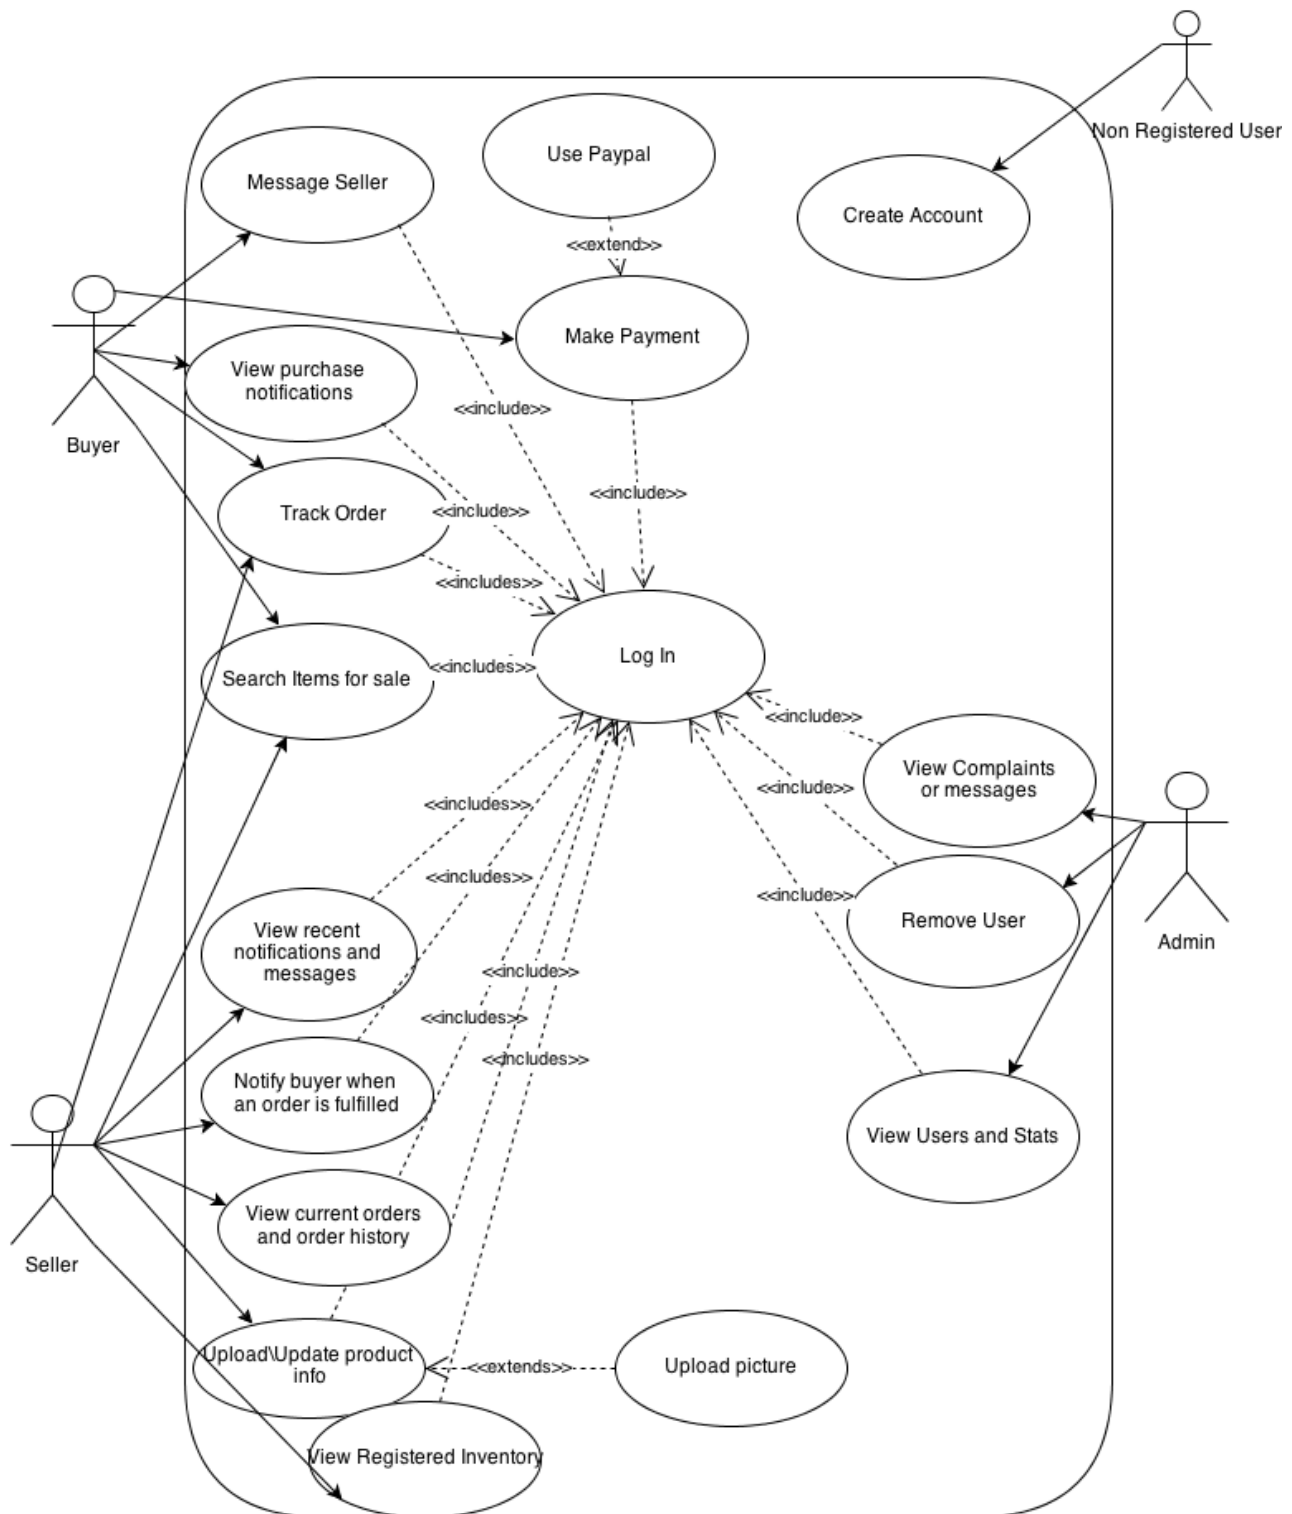 Non Registered User
Use Paypal
Message Seller
Create Account
<<extend>>
Make Payment
View purchase
notifications
<<include>>
Buyer
<<include>>
Track Order
<<include>>
<<includes>>
Log In
Search Items for sale
<<includes>>
<<include>>
View Complaints
or messages
<<include>>
<<includes>>
<<includes>>
<<include>>
Remove User
Admin
View recent
notifications and
messages
<<include>>
<<includes>>
<<includes>>
Notify buyer when
an order is fulfilled
View Users and Stats
View current orders
and order history
Seller
Upload\Update product
info
<<extends>>
Upload picture
View Registered Inventory